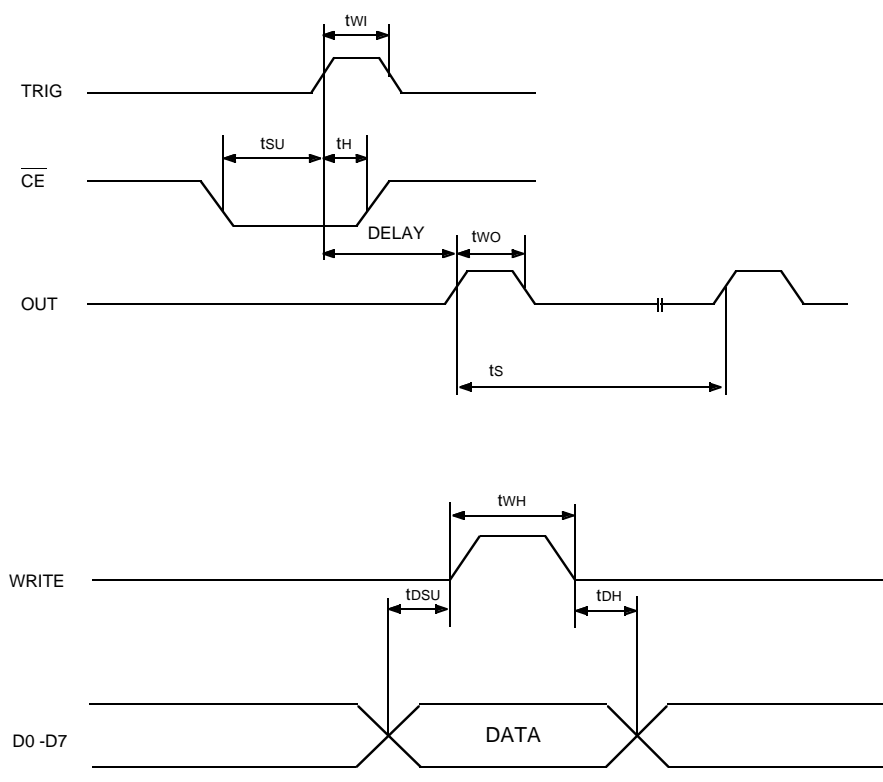 tWI
TRIG
tSU tH
CE
DELAY tWO
OUT
tS
tWH
WRITE
tDSU tDH
D0 -D7 DATA